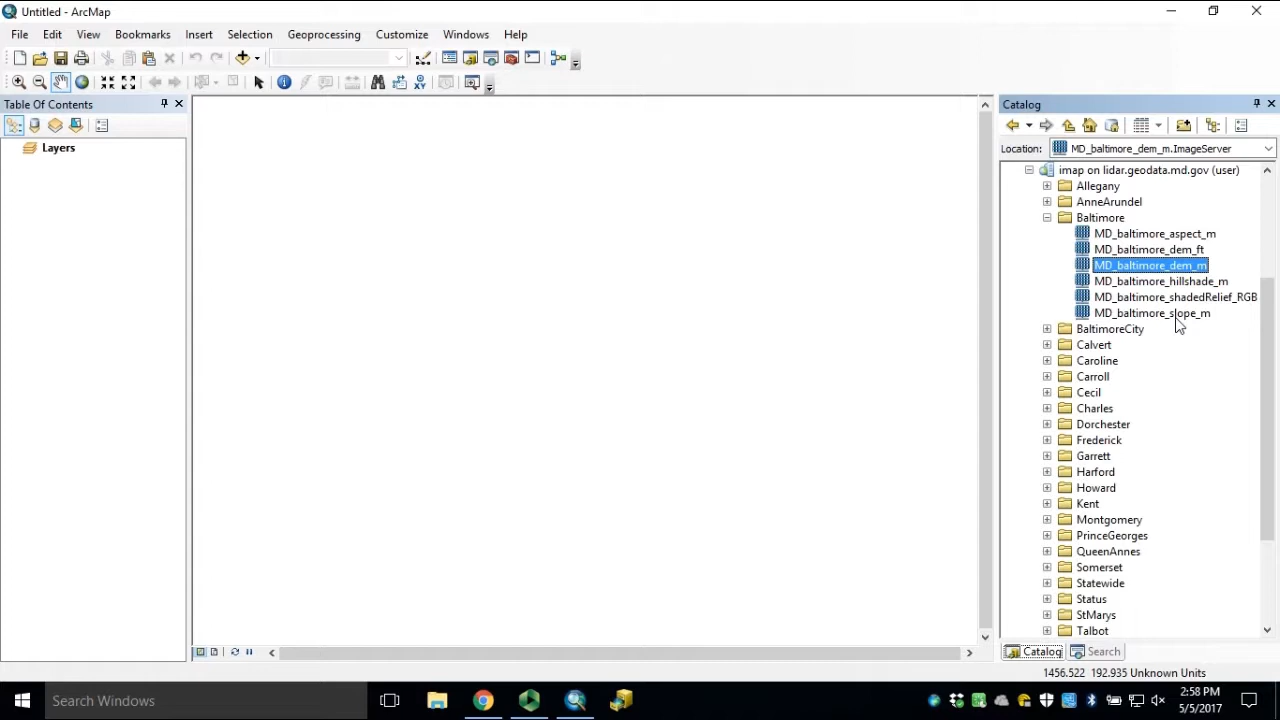 Untitled - ArcMap
File Edit View Bookmarks Insert Selection Geoprocessing Customize Windows Help
Table Of Contents
Layers
Catalog
Location: MD_baltimore_dem_m.ImageServer
imap on lidar.geodata.md.gov (user)
Allegany
AnneArundel
Baltimore
MD_baltimore_aspect_m
MD_baltimore_dem_ft
MD_baltimore_dem_m
MD_baltimore_hillshade_m
MD_baltimore_shadedRelief_RGB
MD_baltimore_slope_m
BaltimoreCity
Calvert
Caroline
Carroll
Cecil
Charles
Dorchester
Frederick
Garrett
Harford
Howard
Kent
Montgomery
PrinceGeorges
QueenAnnes
Somerset
Statewide
Status
StMarys
Talbot
Catalog Search
1456.522 192.935 Unknown Units
Search Windows
2:58 PM
5/5/2017